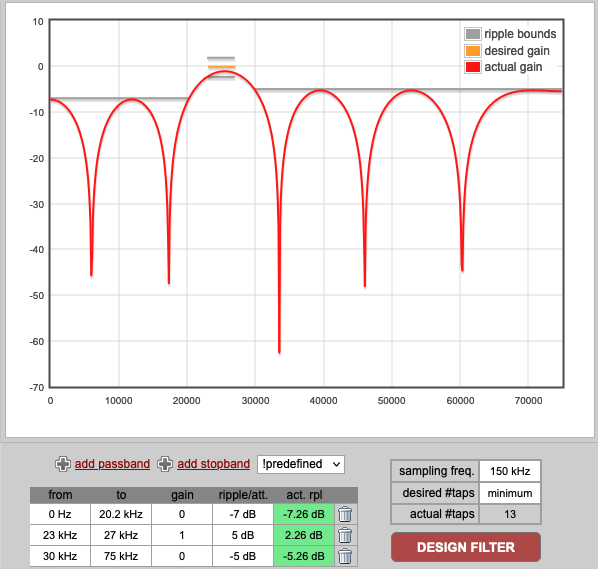 10
0
-10
-20
-30
-40
-50
-60
-70
0 10000 20000 30000 40000 50000 60000 70000
ripple bounds
desired gain
actual gain
add passband add stopband !predefined
from to gain ripple/att. act. rpl
0 Hz 20.2 kHz 0 -7 dB -7.26 dB
23 kHz 27 kHz 1 5 dB 2.26 dB
30 kHz 75 kHz 0 -5 dB -5.26 dB
sampling freq. 150 kHz
desired #taps minimum
actual #taps 13
DESIGN FILTER